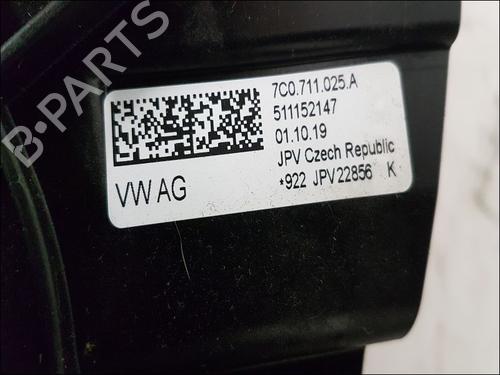 B·PARTS
7C0.711.025.A
511152147
01.10.19
JPV Czech Republic
*922 JPV22856 K
VW AG